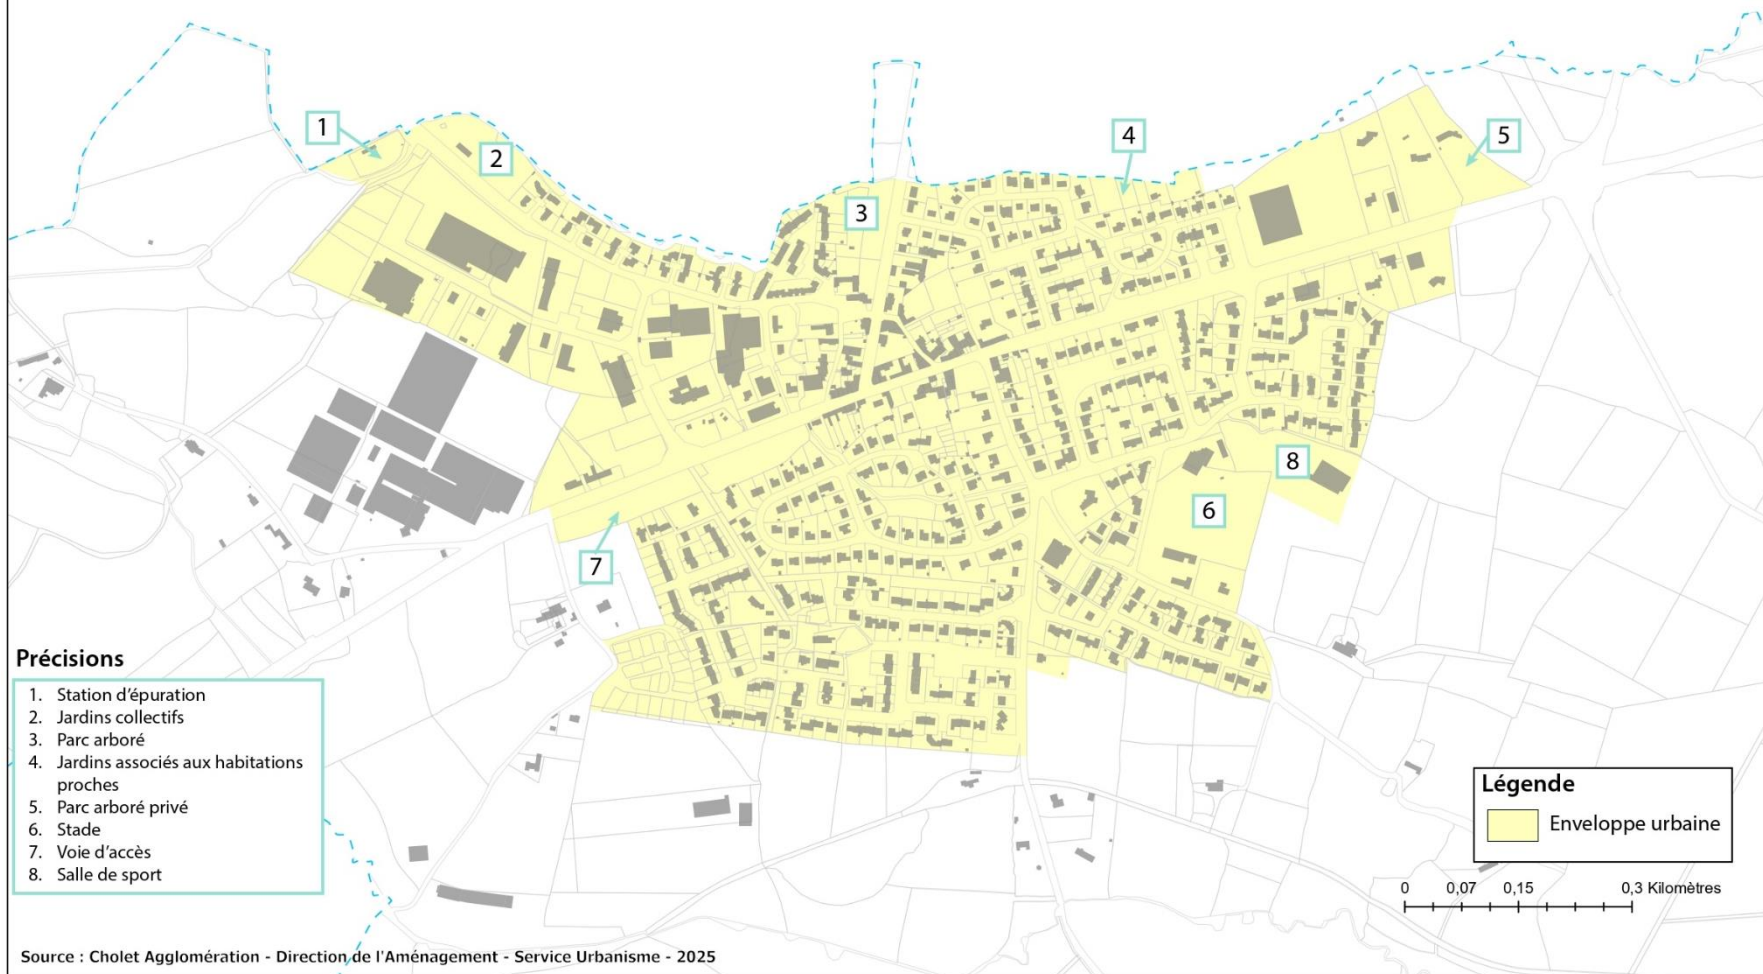 1
2
3
4
5
6
7
8
Précisions
1. Station d'épuration
2. Jardins collectifs
3. Parc arboré
4. Jardins associés aux habitations
proches
5. Parc arboré privé
6. Stade
7. Voie d'accès
8. Salle de sport
Légende
Enveloppe urbaine
0 0,07 0,15 0,3 Kilomètres
Source : Cholet Agglomération - Direction de l'Aménagement - Service Urbanisme - 2025